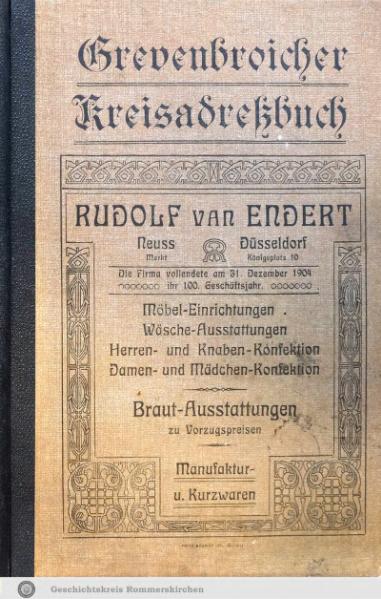 Grevenbroicher
Kreisadreßbuch
RUDOLF van ENDERT
Neuss Düsseldorf
Markt Königsplatz 10
Die Firma vollendete am 31. Dezember 1904
ihr 100. Geschäftsjahr.
Möbel-Einrichtungen .
Wäsche-Ausstattungen
Herren- und Knaben-Konfektion
Damen- und Mädchen-Konfektion
Braut-Ausstattungen
zu Vorzugspreisen
Manufaktur-
u. Kurzwaren
Geschichtskreis Rommerskirchen